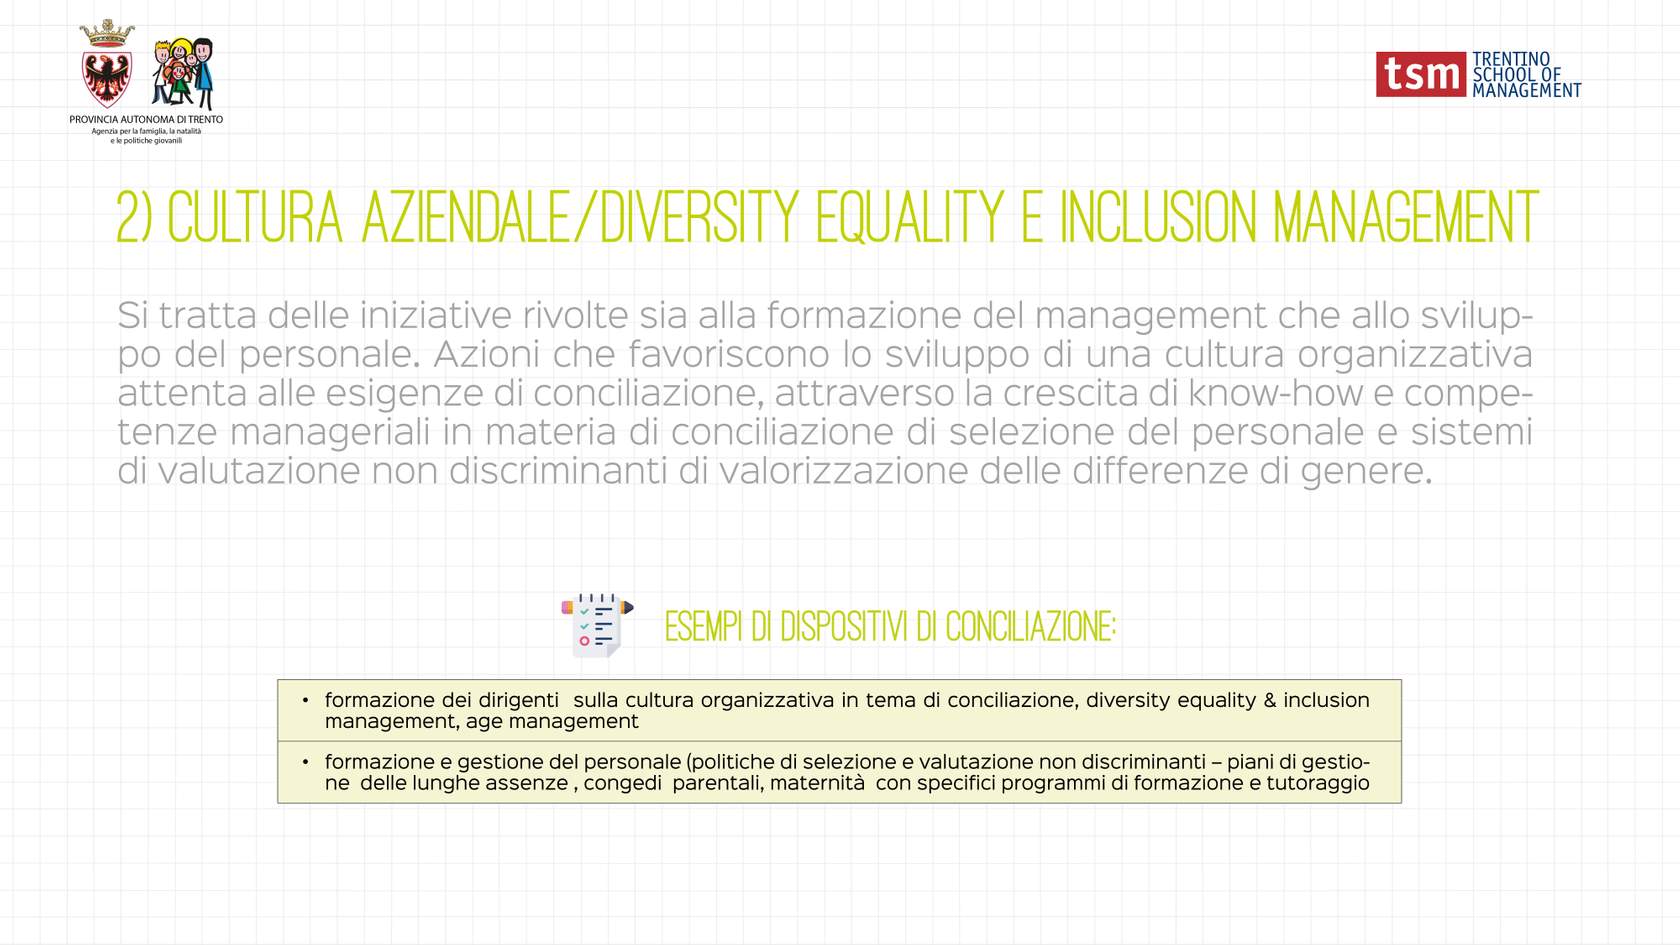 PROVINCIA AUTONOMA DI TRENTO
Agenzia per la famiglia, la natalità
e le politiche giovanili
tsm
TRENTINO
SCHOOL OF
MANAGEMENT
2) CULTURA AZIENDALE/DIVERSITY EQUALITY E INCLUSION MANAGEMENT
Si tratta delle iniziative rivolte sia alla formazione del management che allo svilup-
po del personale. Azioni che favoriscono lo sviluppo di una cultura organizzativa
attenta alle esigenze di conciliazione, attraverso la crescita di know-how e compe-
tenze manageriali in materia di conciliazione di selezione del personale e sistemi
di valutazione non discriminanti di valorizzazione delle differenze di genere.
ESEMPI DI DISPOSITIVI DI CONCILIAZIONE:
• formazione dei dirigenti  sulla cultura organizzativa in tema di conciliazione, diversity equality & inclusion
management, age management
• formazione e gestione del personale (politiche di selezione e valutazione non discriminanti – piani di gestio-
ne  delle lunghe assenze , congedi  parentali, maternità  con specifici programmi di formazione e tutoraggio